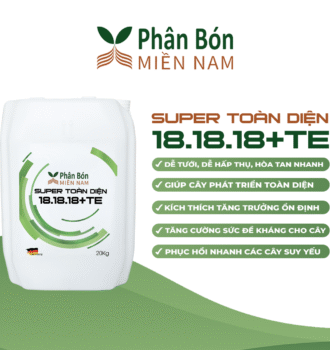 Phân Bón
MIỀN NAM
SUPER TOÀN DIỆN
18.18.18+TE
DỄ TƯỚI, DỄ HẤP THỤ, HÒA TAN NHANH
GIÚP CÂY PHÁT TRIỂN TOÀN DIỆN
KÍCH THÍCH TĂNG TRƯỞNG ỔN ĐỊNH
TĂNG CƯỜNG SỨC ĐỀ KHÁNG CHO CÂY
PHỤC HỒI NHANH CÁC CÂY SUY YẾU
Phân Bón
MIỀN NAM
SUPER TOÀN DIỆN
18.18.18+TE
20Kg